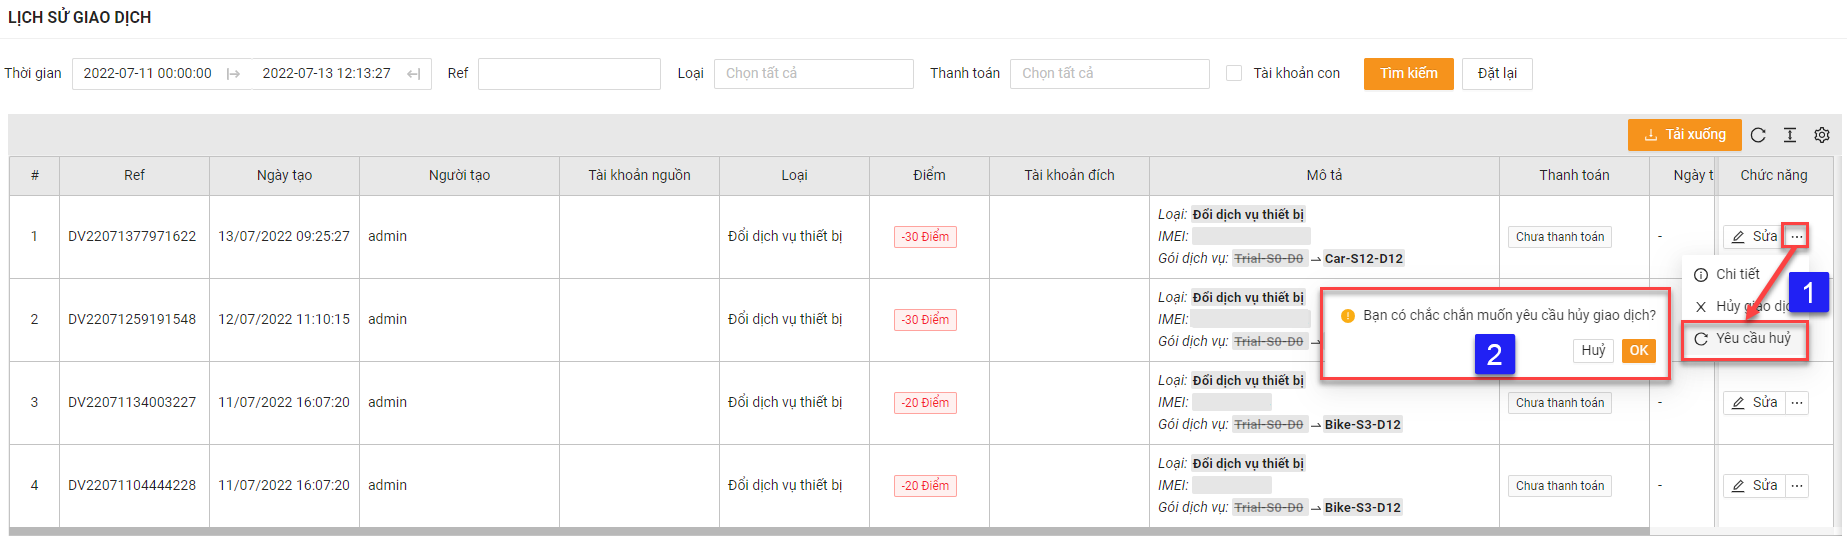 LỊCH SỬ GIAO DỊCH
Thời gian 2022-07-11 00:00:00 2022-07-13 12:13:27 Ref Loại Chọn tất cả Thanh toán Chọn tất cả Tài khoản con Tìm kiếm Đặt lại
Tải xuống
# Ref Ngày tạo Người tạo Tài khoản nguồn Loại Điểm Tài khoản đích Mô tả Thanh toán Ngày t Chức năng
Loại: Đổi dịch vụ thiết bị
1 DV22071377971622 13/07/2022 09:25:27 admin Đổi dịch vụ thiết bị -30 Điểm IMEI: Chưa thanh toán - Sửa ...
Gói dịch vụ: Trial-S0-D0 → Car-S12-D12
Chi tiết
1
Hủy giao dịc
Yêu cầu huỷ
Loại: Đổi dịch vụ thiết bị
2 DV22071259191548 12/07/2022 11:10:15 admin Đổi dịch vụ thiết bị -30 Điểm IMEI:
Gói dịch vụ: Trial-S0-D0 →
Bạn có chắc chắn muốn yêu cầu hủy giao dịch?
2 Huỷ OK
Loại: Đổi dịch vụ thiết bị
3 DV22071134003227 11/07/2022 16:07:20 admin Đổi dịch vụ thiết bị -20 Điểm IMEI: Chưa thanh toán - Sửa ...
Gói dịch vụ: Trial-S0-D0 → Bike-S3-D12
Loại: Đổi dịch vụ thiết bị
4 DV22071104444228 11/07/2022 16:07:20 admin Đổi dịch vụ thiết bị -20 Điểm IMEI: Chưa thanh toán - Sửa ...
Gói dịch vụ: Trial-S0-D0 → Bike-S3-D12